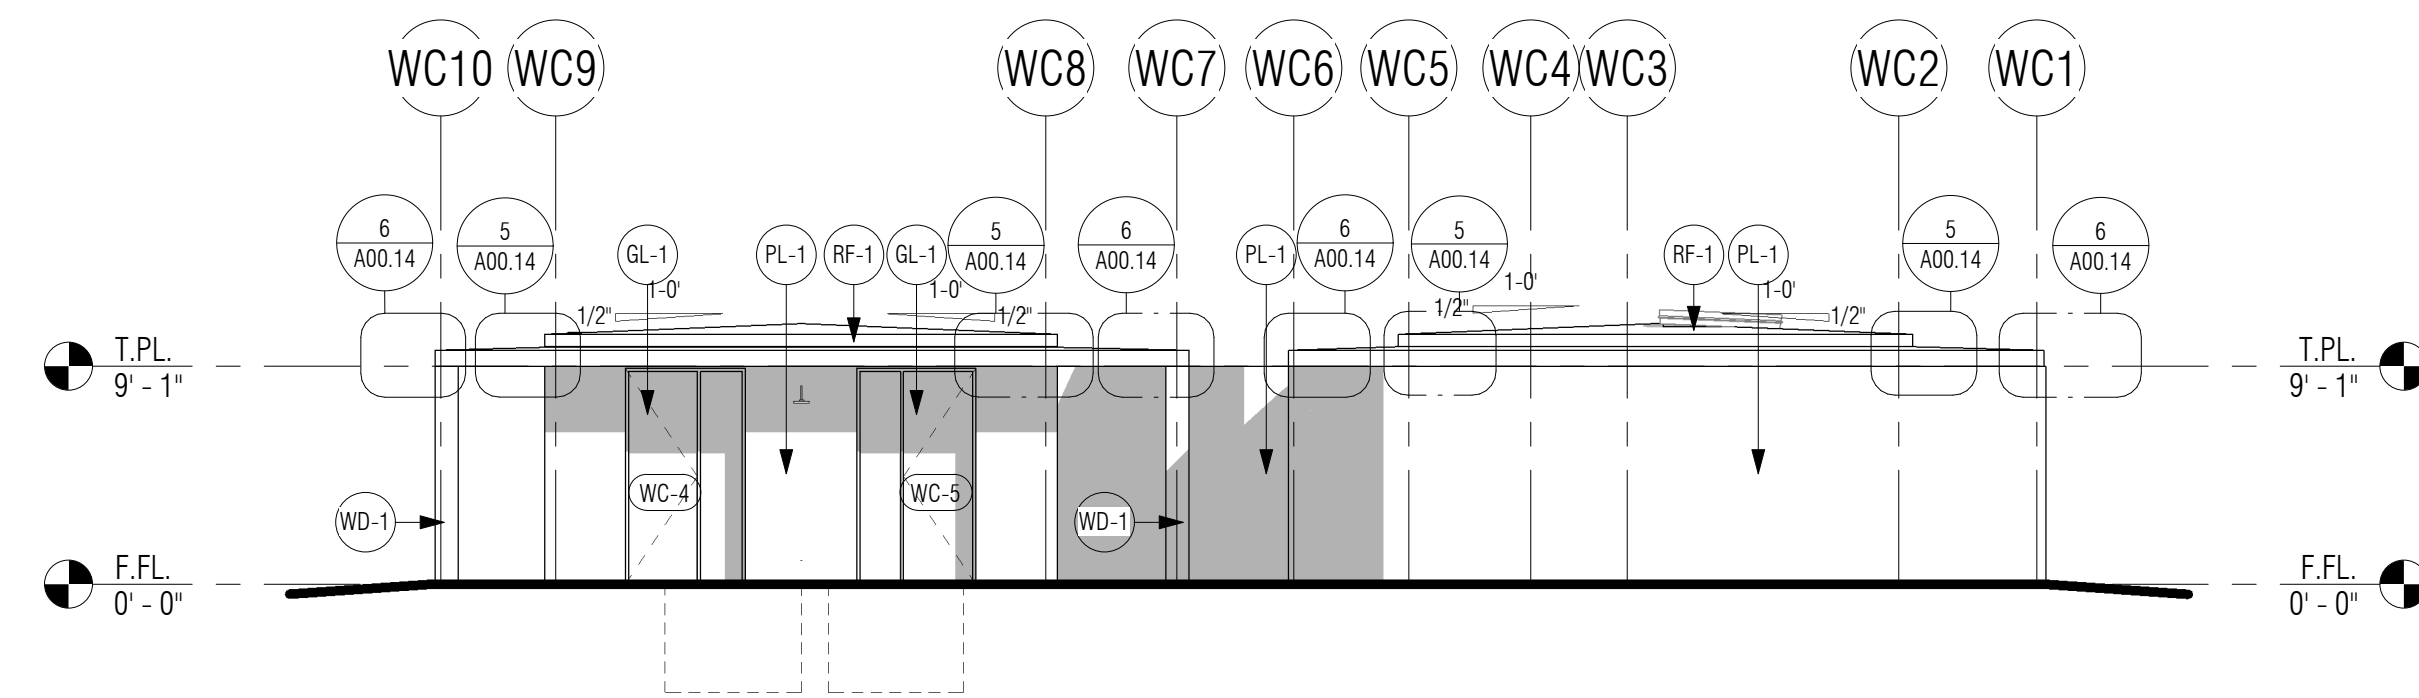 WC10 WC9 WC8 WC7 WC6 WC5 WC4 WC3 WC2 WC1
6
A00.14
5
A00.14
GL-1
PL-1
RF-1
GL-1
5
A00.14
6
A00.14
PL-1
6
A00.14
5
A00.14
RF-1
PL-1
5
A00.14
6
A00.14
1-0'
1/2"
1-0'
1/2"
1-0'
1/2"
1-0'
1/2"
T.PL.
9' - 1"
T.PL.
9' - 1"
WC-4
WC-5
WD-1
WD-1
F.FL.
0' - 0"
F.FL.
0' - 0"